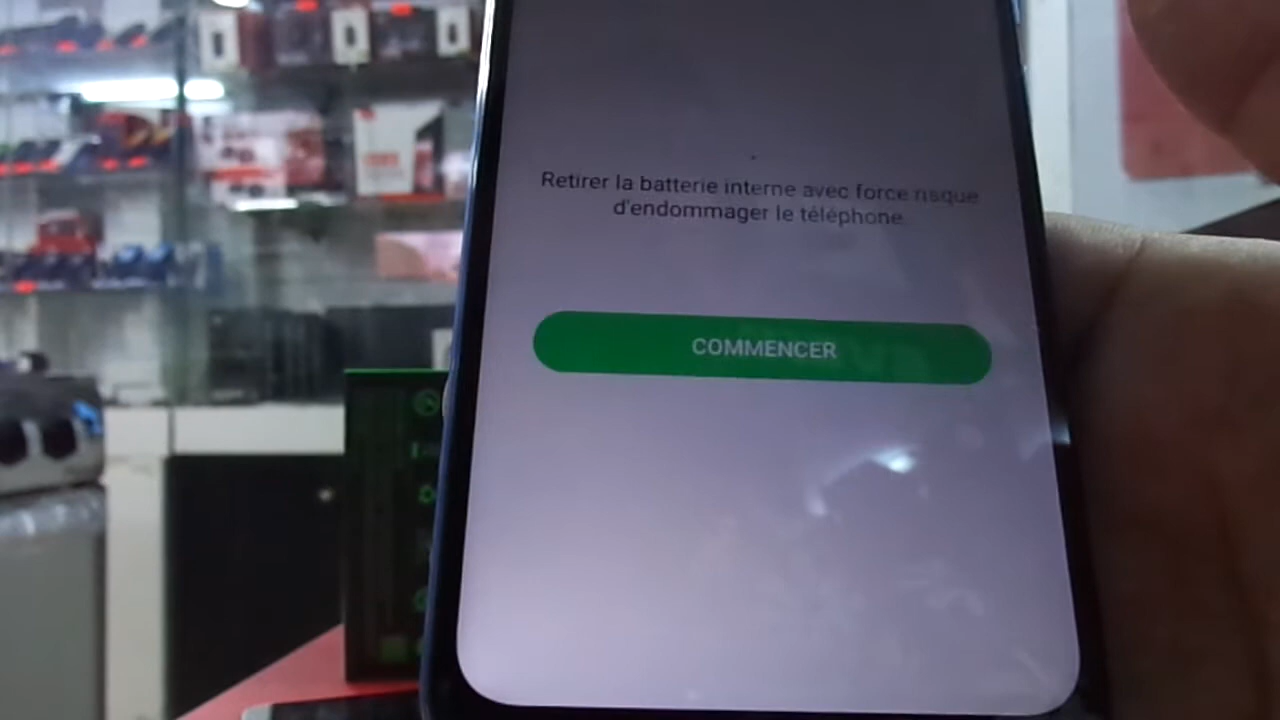 Retirer la batterie interne avec force risque
d'endommager le téléphone.
COMMENCER